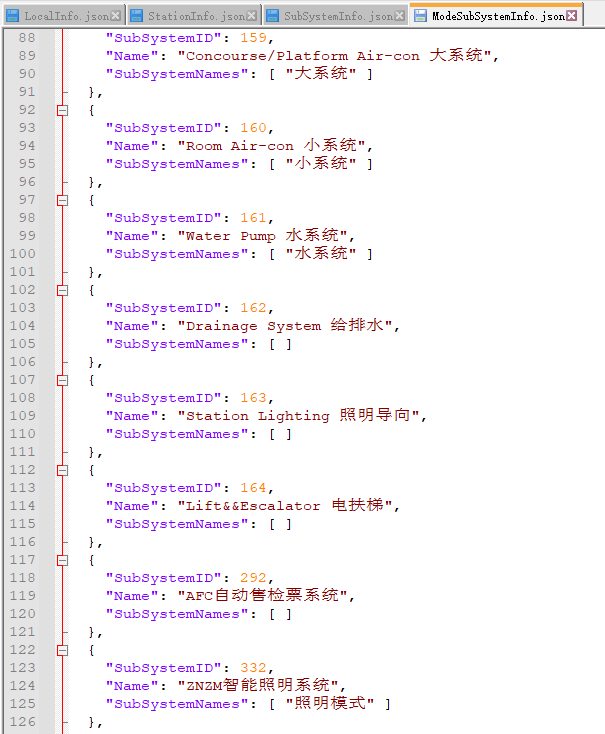 LocalInfo.json StationInfo.json SubSystemInfo.json ModeSubSystemInfo.json
88 "SubSystemID": 159,
89 "Name": "Concourse/Platform Air-con 大系统",
90 "SubSystemNames": [ "大系统" ]
91 },
92 {
93 "SubSystemID": 160,
94 "Name": "Room Air-con 小系统",
95 "SubSystemNames": [ "小系统" ]
96 },
97 {
98 "SubSystemID": 161,
99 "Name": "Water Pump 水系统",
100 "SubSystemNames": [ "水系统" ]
101 },
102 {
103 "SubSystemID": 162,
104 "Name": "Drainage System 给排水",
105 "SubSystemNames": [ ]
106 },
107 {
108 "SubSystemID": 163,
109 "Name": "Station Lighting 照明导向",
110 "SubSystemNames": [ ]
111 },
112 {
113 "SubSystemID": 164,
114 "Name": "Lift&&Escalator 电扶梯",
115 "SubSystemNames": [ ]
116 },
117 {
118 "SubSystemID": 292,
119 "Name": "AFC自动售检票系统",
120 "SubSystemNames": [ ]
121 },
122 {
123 "SubSystemID": 332,
124 "Name": "ZNZM智能照明系统",
125 "SubSystemNames": [ "照明模式" ]
126 },